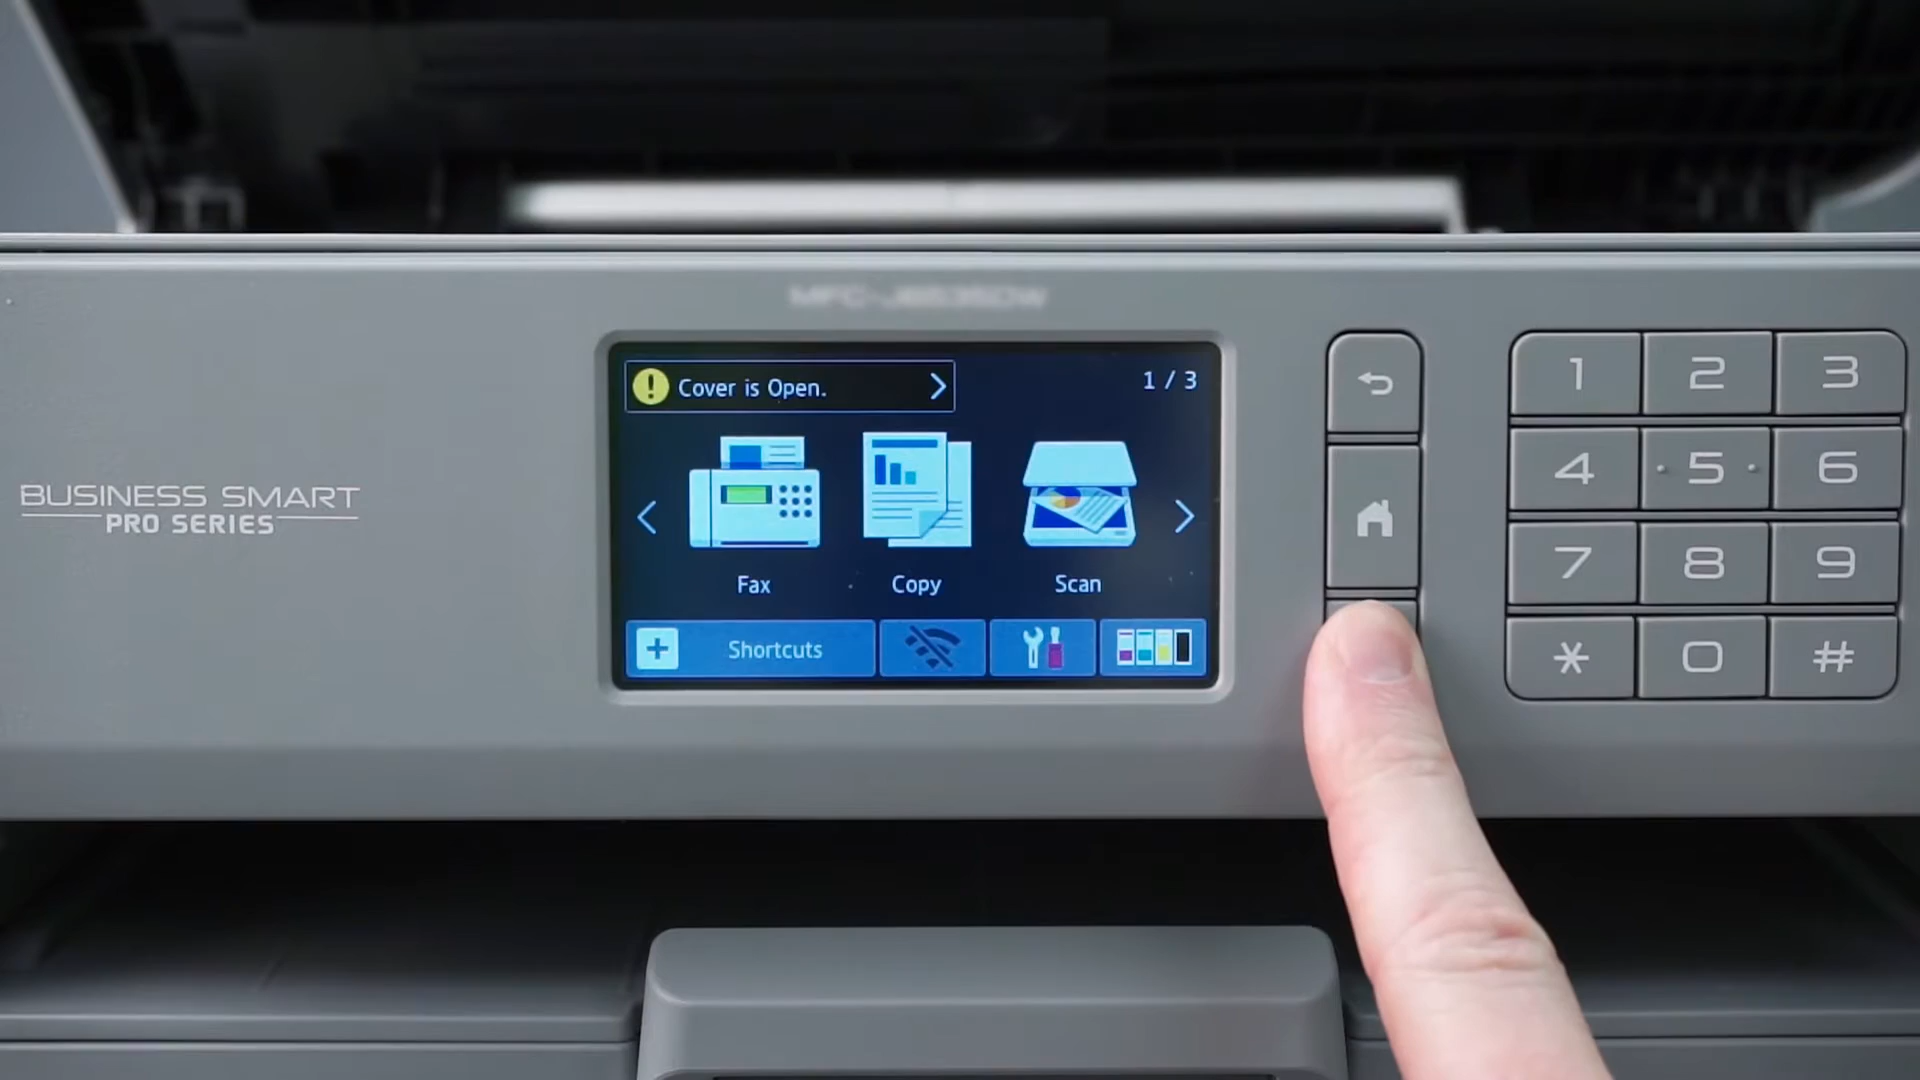 Cover is Open.
1 / 3
Fax
Copy
Scan
Shortcuts
BUSINESS SMART
PRO SERIES
1 2 3
4 5 6
7 8 9
* 0 #